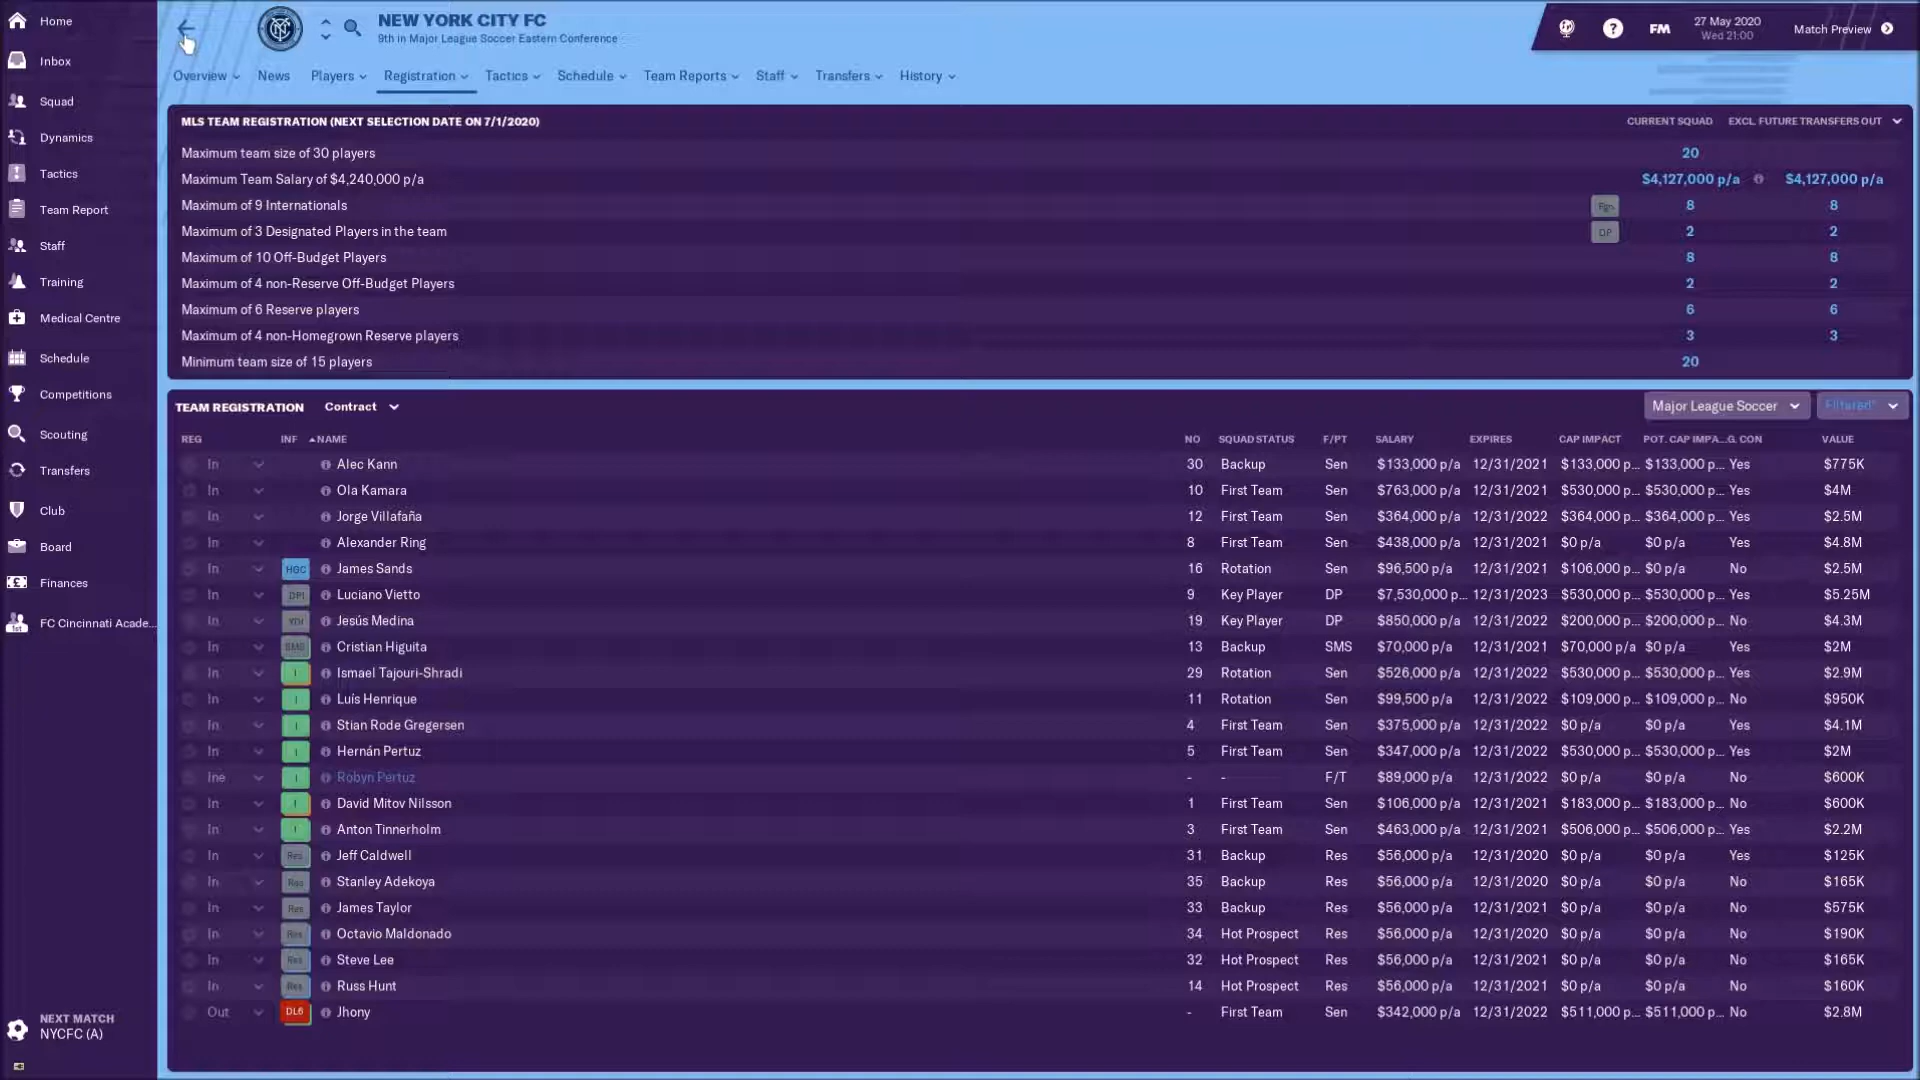 Home
Inbox
Squad
Dynamics
Tactics
Team Report
Staff
Training
Medical Centre
Schedule
Competitions
Scouting
Transfers
Club
Board
Finances
FC Cincinnati Acade...
NEXT MATCH
NYCFC (A)
NEW YORK CITY FC
9th in Major League Soccer Eastern Conference
FM
27 May 2020
Wed 21:00
Match Preview
Overview News Players Registration Tactics Schedule Team Reports Staff Transfers History
MLS TEAM REGISTRATION (NEXT SELECTION DATE ON 7/1/2020) CURRENT SQUAD EXCL. FUTURE TRANSFERS OUT
Maximum team size of 30 players 20
Maximum Team Salary of $4,240,000 p/a $4,127,000 p/a $4,127,000 p/a
Maximum of 9 Internationals Fgn 8 8
Maximum of 3 Designated Players in the team DP 2 2
Maximum of 10 Off-Budget Players 8 8
Maximum of 4 non-Reserve Off-Budget Players 2 2
Maximum of 6 Reserve players 6 6
Maximum of 4 non-Homegrown Reserve players 3 3
Minimum team size of 15 players 20
TEAM REGISTRATION Contract Major League Soccer Filtered*
REG INF NAME NO SQUAD STATUS F/PT SALARY EXPIRES CAP IMPACT POT. CAP IMPA...G. CON VALUE
In Alec Kann 30 Backup Sen $133,000 p/a 12/31/2021 $133,000 p... $133,000 p... Yes $775K
In Ola Kamara 10 First Team Sen $763,000 p/a 12/31/2021 $530,000 p... $530,000 p... Yes $4M
In Jorge Villafaña 12 First Team Sen $364,000 p/a 12/31/2022 $364,000 p... $364,000 p... Yes $2.5M
In Alexander Ring 8 First Team Sen $438,000 p/a 12/31/2021 $0 p/a $0 p/a Yes $4.8M
In HGC James Sands 16 Rotation Sen $96,500 p/a 12/31/2021 $106,000 p... $0 p/a No $2.5M
In DPI Luciano Vietto 9 Key Player DP $7,530,000 p... 12/31/2023 $530,000 p... $530,000 p... Yes $5.25M
In YDI Jesús Medina 19 Key Player DP $850,000 p/a 12/31/2021 $200,000 p... $200,000 p... No $4.3M
In SMS Cristian Higuita 13 Backup SMS $70,000 p/a 12/31/2021 $70,000 p/a $0 p/a Yes $2M
In I Ismael Tajouri-Shradi 29 Rotation Sen $526,000 p/a 12/31/2022 $530,000 p... $530,000 p... Yes $2.9M
In I Luís Henrique 11 Rotation Sen $99,500 p/a 12/31/2022 $109,000 p... $109,000 p... No $950K
In I Stian Rode Gregersen 4 First Team Sen $375,000 p/a 12/31/2022 $0 p/a $0 p/a Yes $4.1M
In I Hernán Pertuz 5 First Team Sen $347,000 p/a 12/31/2022 $530,000 p... $530,000 p... Yes $2M
Ine I Robyn Pertuz - - F/T $89,000 p/a 12/31/2022 $0 p/a $0 p/a No $600K
In I David Mitov Nilsson 1 First Team Sen $106,000 p/a 12/31/2021 $183,000 p... $183,000 p... No $600K
In I Anton Tinnerholm 3 First Team Sen $463,000 p/a 12/31/2021 $506,000 p... $506,000 p... Yes $2.2M
In Res Jeff Caldwell 31 Backup Res $56,000 p/a 12/31/2020 $0 p/a $0 p/a Yes $125K
In Res Stanley Adekoya 35 Backup Res $56,000 p/a 12/31/2020 $0 p/a $0 p/a No $165K
In Res James Taylor 33 Backup Res $56,000 p/a 12/31/2021 $0 p/a $0 p/a No $575K
In Res Octavio Maldonado 34 Hot Prospect Res $56,000 p/a 12/31/2020 $0 p/a $0 p/a No $190K
In Res Steve Lee 32 Hot Prospect Res $56,000 p/a 12/31/2021 $0 p/a $0 p/a No $165K
In Res Russ Hunt 14 Hot Prospect Res $56,000 p/a 12/31/2021 $0 p/a $0 p/a No $160K
Out DL6 Jhony - First Team Sen $342,000 p/a 12/31/2022 $511,000 p... $511,000 p... No $2.8M